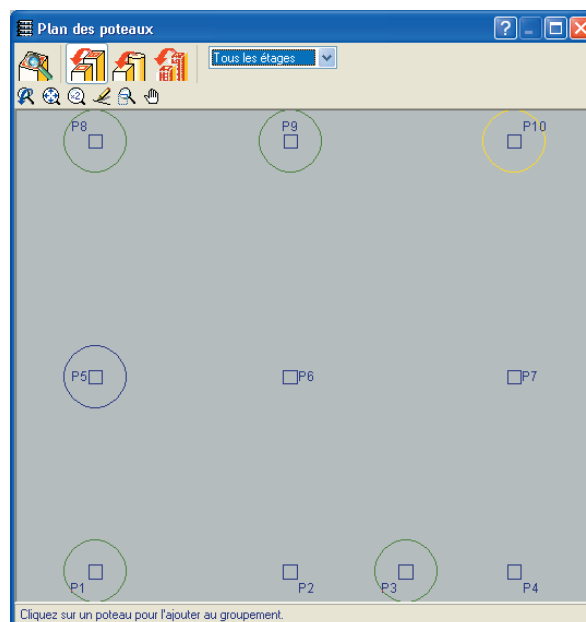 Plan des poteaux
Tous les étages
x2
P8
P9
P10
P5
P6
P7
P1
P2
P3
P4
Cliquez sur un poteau pour l'ajouter au groupement.